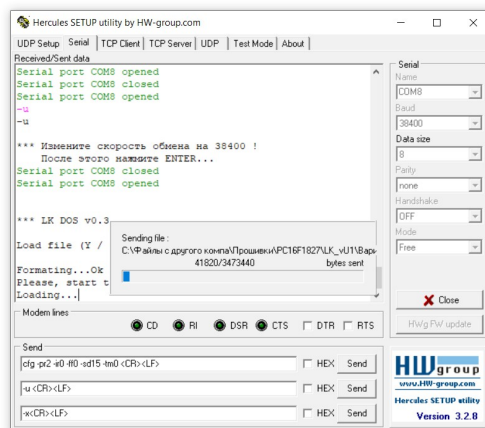 Hercules SETUP utility by HW-group.com
UDP Setup Serial TCP Client TCP Server UDP Test Mode About
Received/Sent data
Serial port COM8 opened
Serial port COM8 closed
Serial port COM8 opened
-u
-u
*** Измените скорость обмена на 38400 !
После этого нажмите ENTER...
Serial port COM8 closed
Serial port COM8 opened
*** LK DOS v0.3
Load file (Y /
Formating...Ok
Please, start t
Loading...
Sending file :
C:\Файлы с другого компа\Прошивки\PC16F1827\LK_vU1\Вари
41820/3473440 bytes sent
Serial
Name
COM8
Baud
38400
Data size
8
Parity
none
Handshake
OFF
Mode
Free
Close
HWg FW update
Modem lines
CD RI DSR CTS DTR RTS
Send
cfg -pr2 -ir0 -ff0 -sd15 -tm0 <CR><LF> HEX Send
-u <CR><LF> HEX Send
-x<CR><LF> HEX Send
HW group
www.HW-group.com
Hercules SETUP utility
Version 3.2.8